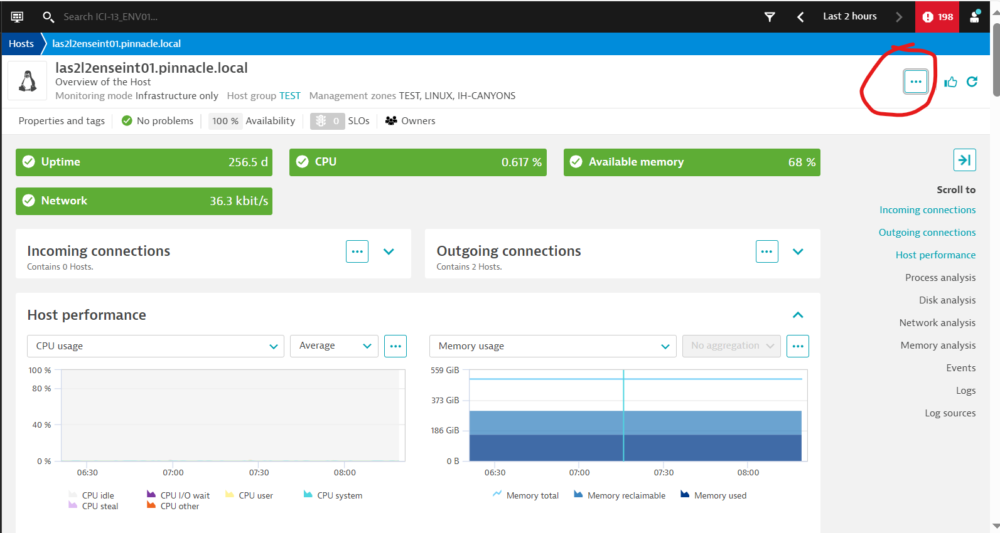 Search ICI-13_ENV01...
Last 2 hours
198
Hosts
las2l2enseint01.pinnacle.local
las2l2enseint01.pinnacle.local
Overview of the Host
Monitoring mode Infrastructure only Host group TEST Management zones TEST, LINUX, IH-CANYONS
Properties and tags No problems 100 % Availability 0 SLOs Owners
Uptime 256.5 d
CPU 0.617 %
Available memory 68 %
Network 36.3 kbit/s
Incoming connections
Contains 0 Hosts.
Outgoing connections
Contains 2 Hosts.
Host performance
CPU usage
Average
Memory usage
No aggregation
100 %
80 %
40 %
0 %
06:30 07:00 07:30 08:00
CPU idle CPU I/O wait CPU user CPU system
CPU steal CPU other
559 GiB
373 GiB
186 GiB
0 B
06:30 07:00 07:30 08:00
Memory total Memory reclaimable Memory used
Scroll to
Incoming connections
Outgoing connections
Host performance
Process analysis
Disk analysis
Network analysis
Memory analysis
Events
Logs
Log sources